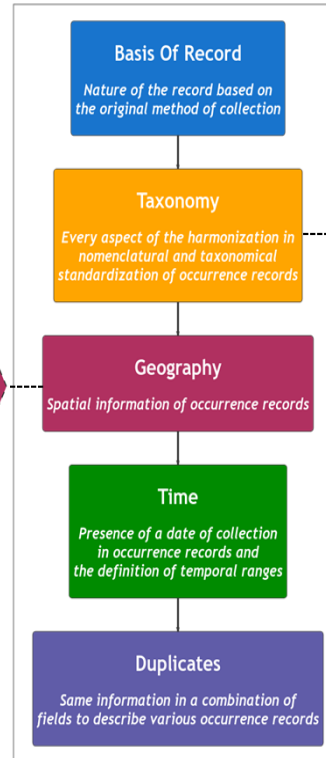 Basis Of Record
Nature of the record based on
the original method of collection
Taxonomy
Every aspect of the harmonization in
nomenclatural and taxonomical
standardization of occurrence records
Geography
Spatial information of occurrence records
Time
Presence of a date of collection
in occurrence records and
the definition of temporal ranges
Duplicates
Same information in a combination of
fields to describe various occurrence records